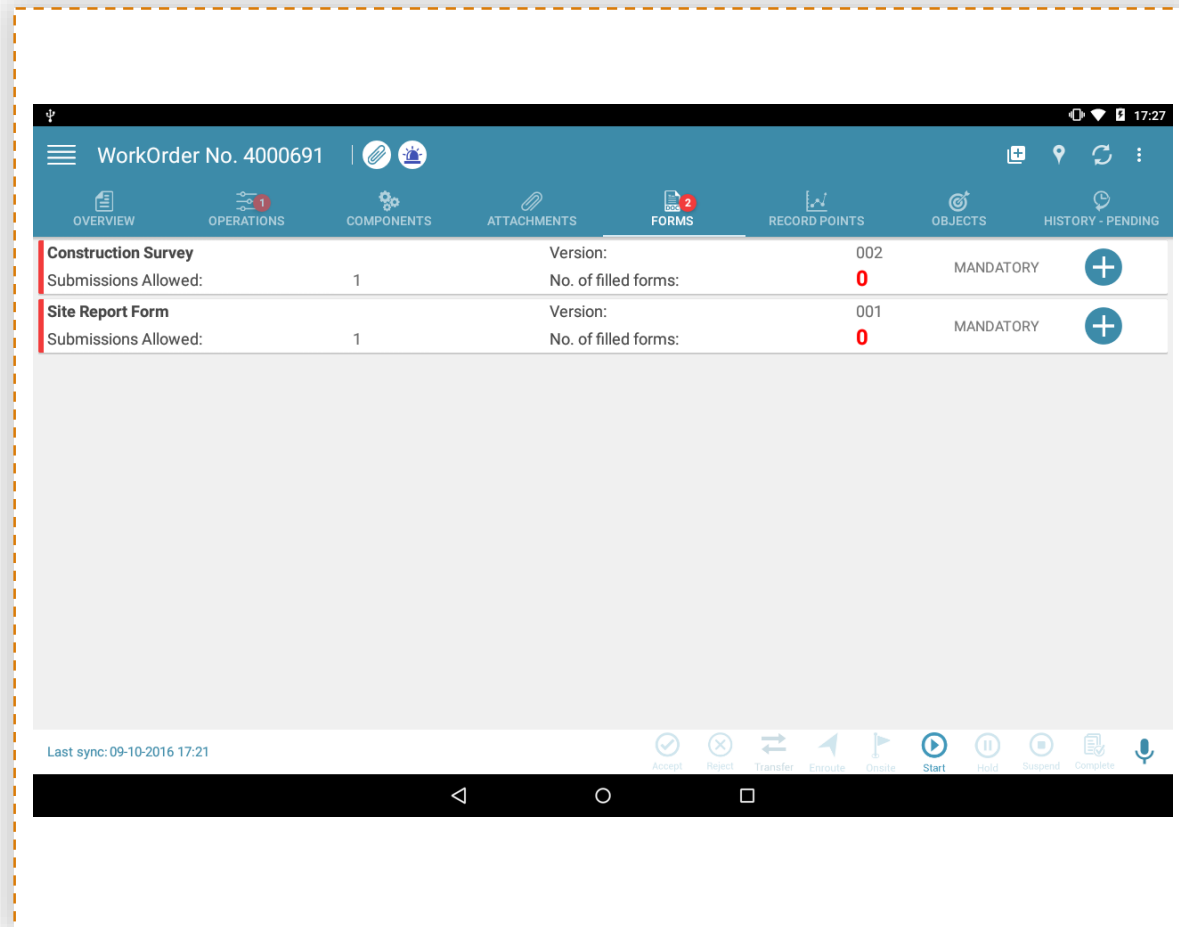 17:27
WorkOrder No. 4000691
OVERVIEW
OPERATIONS 1
COMPONENTS
ATTACHMENTS
DOC 2
FORMS
RECORD POINTS
OBJECTS
HISTORY - PENDING
Construction Survey Version: 002
Submissions Allowed: 1 No. of filled forms: 0
MANDATORY
Site Report Form Version: 001
Submissions Allowed: 1 No. of filled forms: 0
MANDATORY
Last sync: 09-10-2016 17:21
Accept Reject Transfer Enroute Onsite Start Hold Suspend Complete